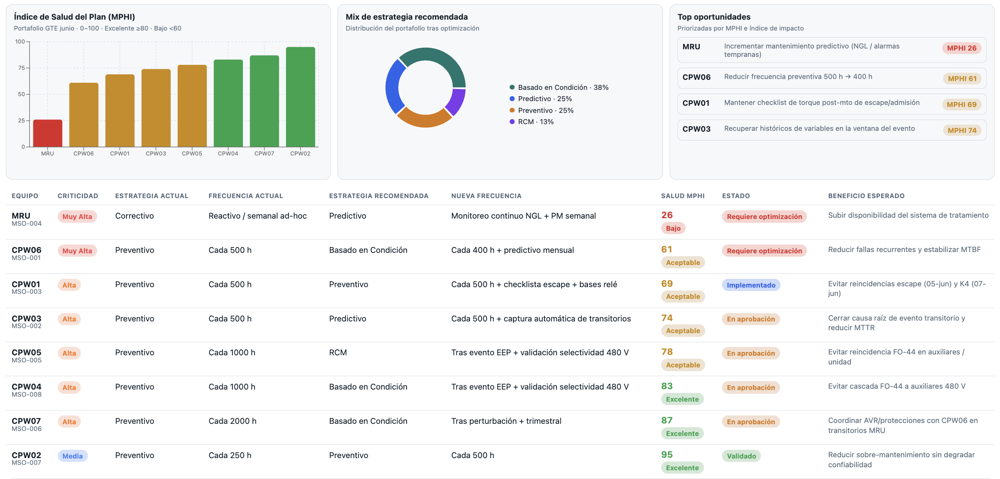 Índice de Salud del Plan (MPHI)
Portafolio GTE junio · 0–100 · Excelente ≥80 · Bajo <60
100
75
50
25
0
MRU CPW06 CPW01 CPW03 CPW05 CPW04 CPW07 CPW02
Mix de estrategia recomendada
Distribución del portafolio tras optimización
Basado en Condición · 38%
Predictivo · 25%
Preventivo · 25%
RCM · 13%
Top oportunidades
Priorizadas por MPHI e índice de impacto
MRU Incrementar mantenimiento predictivo (NGL / alarmas MPHI 26
tempranas)
CPW06 Reducir frecuencia preventiva 500 h → 400 h MPHI 61
CPW01 Mantener checklist de torque post-mto de escape/admisión MPHI 69
CPW03 Recuperar históricos de variables en la ventana del evento MPHI 74
EQUIPO CRITICIDAD ESTRATEGIA ACTUAL FRECUENCIA ACTUAL ESTRATEGIA RECOMENDADA NUEVA FRECUENCIA SALUD MPHI ESTADO BENEFICIO ESPERADO
MRU Muy Alta Correctivo Reactivo / semanal ad-hoc Predictivo Monitoreo continuo NGL + PM semanal 26 Requiere optimización Subir disponibilidad del sistema de tratamiento
MSO-004 Bajo
CPW06 Muy Alta Preventivo Cada 500 h Basado en Condición Cada 400 h + predictivo mensual 61 Requiere optimización Reducir fallas recurrentes y estabilizar MTBF
MSO-001 Aceptable
CPW01 Alta Preventivo Cada 500 h Preventivo Cada 500 h + checklista escape + bases relé 69 Implementado Evitar reincidencias escape (05-jun) y K4 (07-
MSO-003 Aceptable jun)
CPW03 Alta Preventivo Cada 500 h Predictivo Cada 500 h + captura automática de transitorios 74 En aprobación Cerrar causa raíz de evento transitorio y
MSO-002 Aceptable reducir MTTR
CPW05 Alta Preventivo Cada 1000 h RCM Tras evento EEP + validación selectividad 480 V 78 En aprobación Evitar reincidencia FO-44 en auxiliares /
MSO-005 Aceptable unidad
CPW04 Alta Preventivo Cada 1000 h Basado en Condición Tras evento EEP + validación selectividad 480 V 83 En aprobación Evitar cascada FO-44 a auxiliares 480 V
MSO-008 Excelente
CPW07 Alta Preventivo Cada 2000 h Basado en Condición Tras perturbación + trimestral 87 En aprobación Coordinar AVR/protecciones con CPW06 en
MSO-006 Excelente transitorios MRU
CPW02 Media Preventivo Cada 250 h Preventivo Cada 500 h 95 Validado Reducir sobre-mantenimiento sin degradar
MSO-007 Excelente confiabilidad